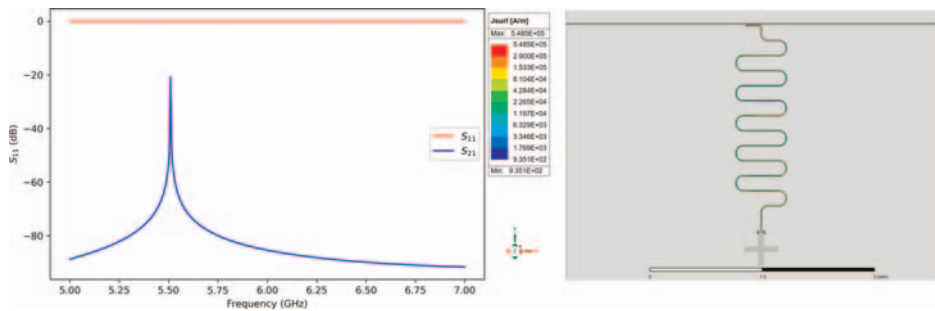 S11 (dB)
0
−20
−40
−60
−80
S11
S21
5.00 5.25 5.50 5.75 6.00 6.25 6.50 6.75 7.00
Frequency (GHz)
Jsurf [A/m]
Max: 5.485E+05
5.485E+05
2.900E+05
1.533E+05
8.104E+04
4.284E+04
2.265E+04
1.197E+04
6.329E+03
3.346E+03
1.769E+03
9.351E+02
Min: 9.351E+02
0